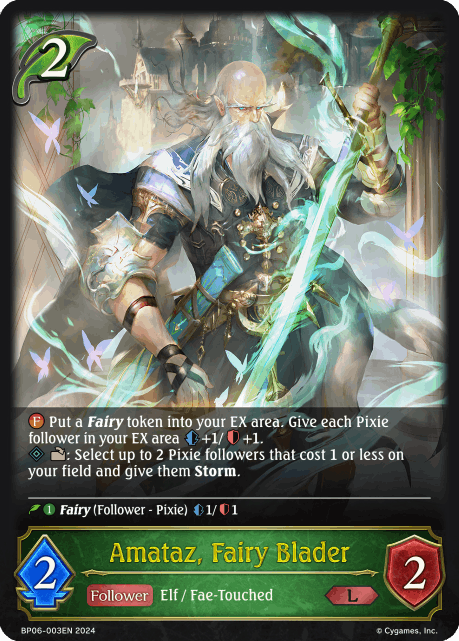 2
F Put a Fairy token into your EX area. Give each Pixie
follower in your EX area +1/ +1.
: Select up to 2 Pixie followers that cost 1 or less on
your field and give them Storm.
1 Fairy (Follower - Pixie) 1/ 1
Amataz, Fairy Blader
2
Follower Elf / Fae-Touched L
2
BP06-003EN 2024 © Cygames, Inc.